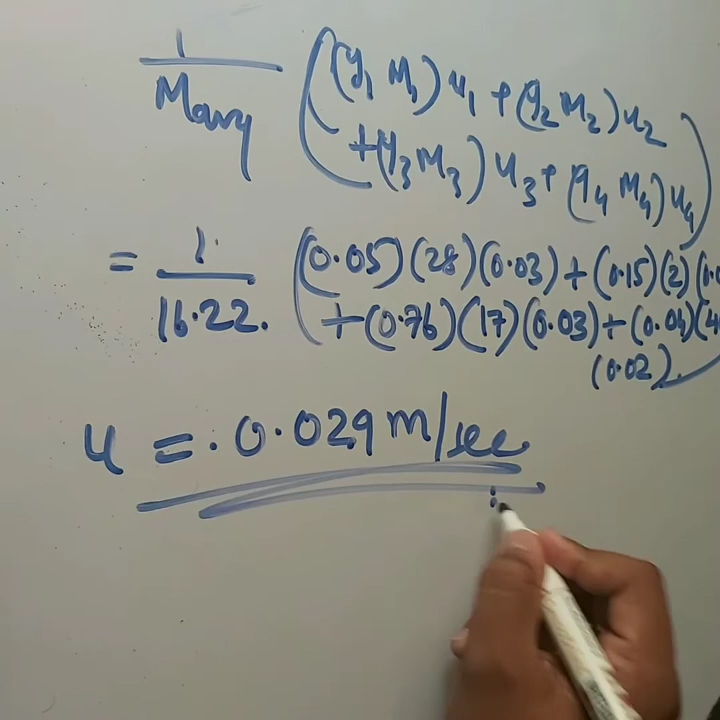 1
Mavg
((y₁ M₁) u₁ + (y₂ M₂) u₂
+ (y₃ M₃) u₃ + (y₄ M₄) u₄)
= 1
16.22.
((0.05) (28) (0.03) + (0.15) (2)
+ (0.76) (17) (0.03) + (0.04)
(0.02)
u = 0.029 m/sec